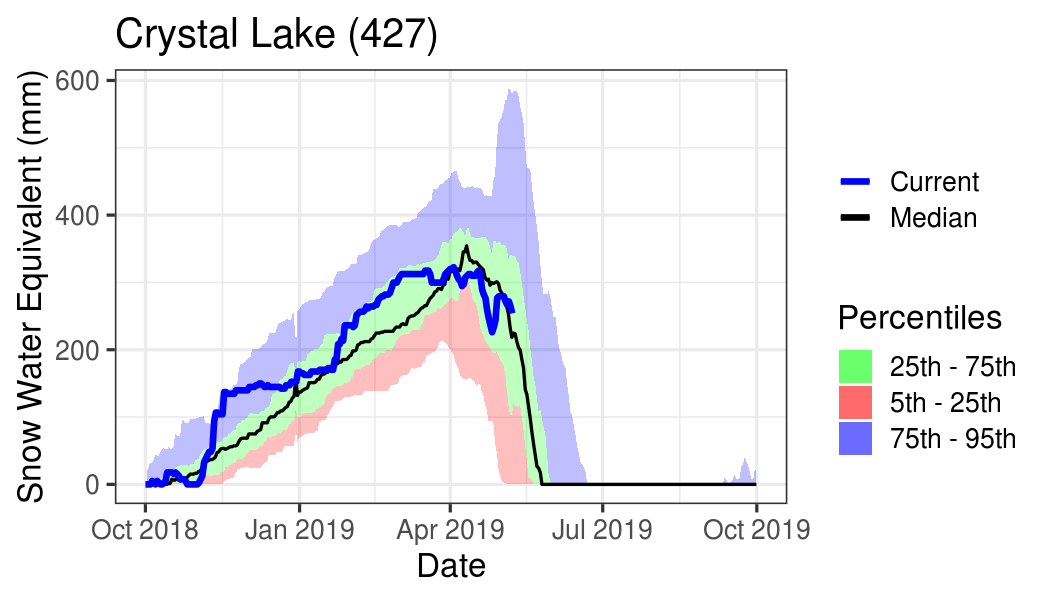 Crystal Lake (427)
Snow Water Equivalent (mm)
600
400
200
0
Oct 2018
Jan 2019
Apr 2019
Jul 2019
Oct 2019
Date
Current
Median
Percentiles
25th - 75th
5th - 25th
75th - 95th